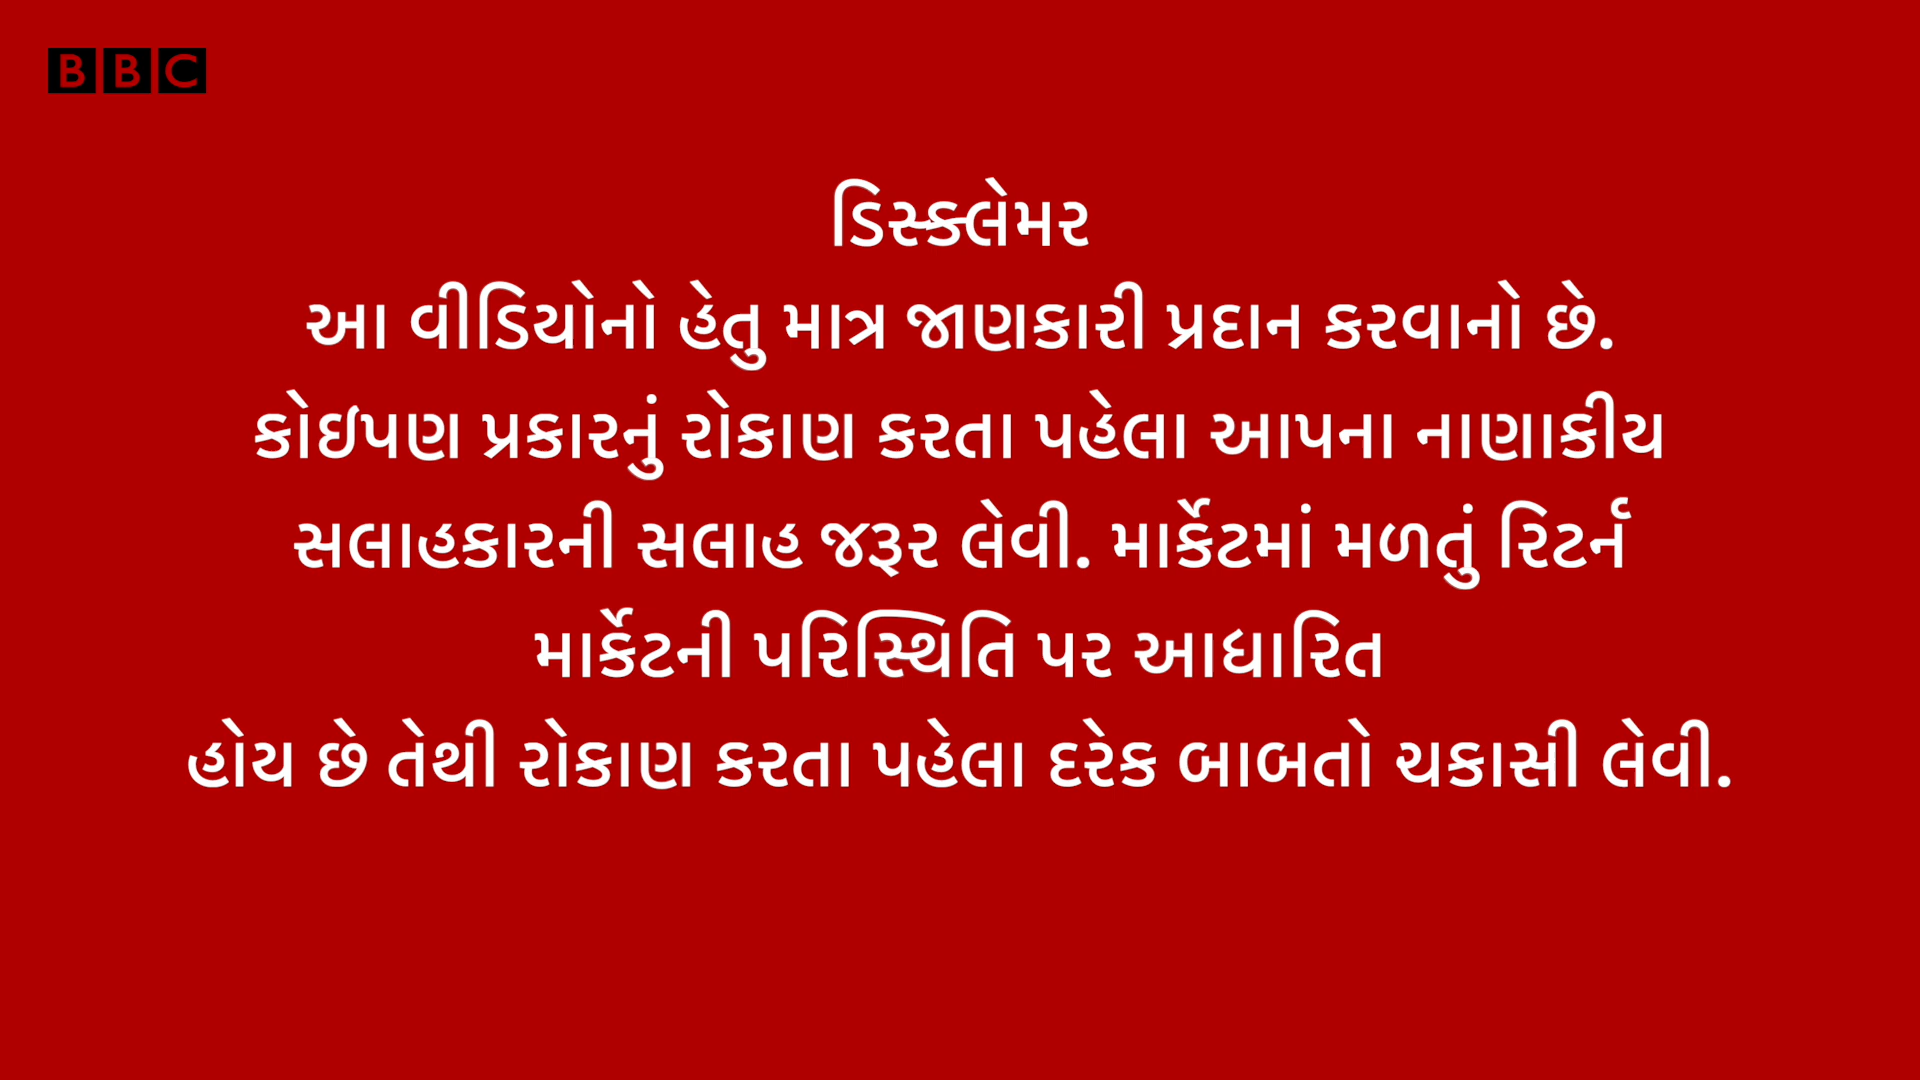 BBC
ડિસ્ક્લેમર
આ વીડિયોનો હેતુ માત્ર જાણકારી પ્રદાન કરવાનો છે.
કોઇપણ પ્રકારનું રોકાણ કરતા પહેલા આપના નાણાકીય
સલાહકારની સલાહ જરૂર લેવી. માર્કેટમાં મળતું રિટર્ન
માર્કેટની પરિસ્થિતિ પર આધારિત
હોય છે તેથી રોકાણ કરતા પહેલા દરેક બાબતો ચકાસી લેવી.